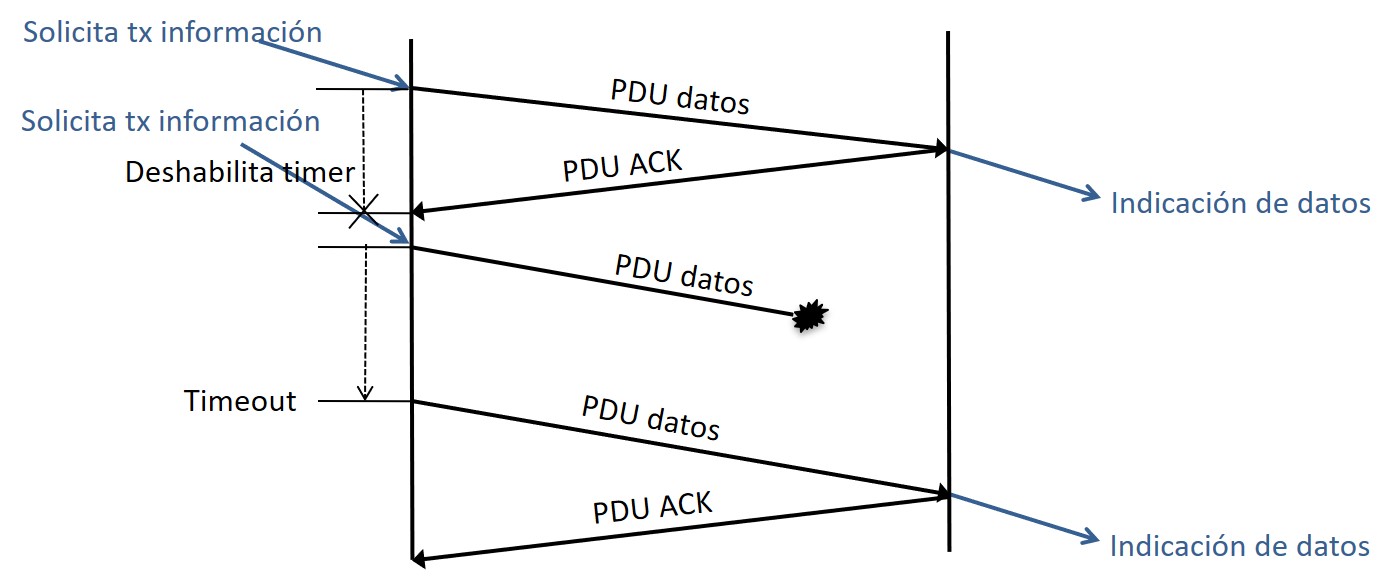 Solicita tx información
PDU datos
Solicita tx información
PDU ACK
Deshabilita timer
Indicación de datos
PDU datos
Timeout
PDU datos
PDU ACK
Indicación de datos